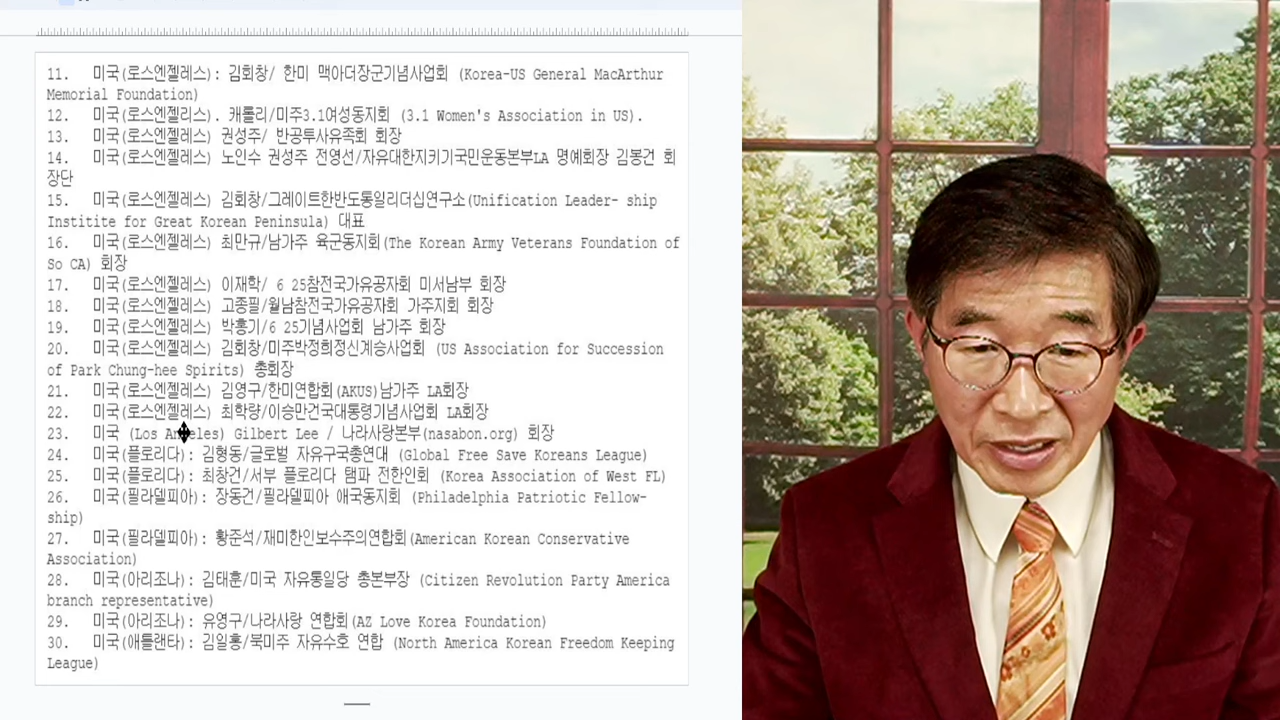 11. 미국(로스엔젤레스): 김회창/ 한미 맥아더장군기념사업회 (Korea-US General MacArthur
Memorial Foundation)
12. 미국(로스엔젤리스). 캐롤리/미주3.1여성동지회 (3.1 Women's Association in US).
13. 미국(로스엔젤레스) 권성주/ 반공투사유족회 회장
14. 미국(로스엔젤레스) 노인수 권성주 전영선/자유대한지키기국민운동본부LA 명예회장 김봉건 회
장단
15. 미국(로스엔젤레스) 김회창/그레이트한반도통일리더십연구소(Unification Leader- ship
Institite for Great Korean Peninsula) 대표
16. 미국(로스엔젤레스) 최만규/남가주 육군동지회(The Korean Army Veterans Foundation of
So CA) 회장
17. 미국(로스엔젤레스) 이재학/ 6 25참전국가유공자회 미서남부 회장
18. 미국(로스엔젤레스) 고종필/월남참전국가유공자회 가주지회 회장
19. 미국(로스엔젤레스) 박홍기/6 25기념사업회 남가주 회장
20. 미국(로스엔젤레스) 김회창/미주박정희정신계승사업회 (US Association for Succession
of Park Chung-hee Spirits) 총회장
21. 미국(로스엔젤레스) 김영구/한미연합회(AKUS)남가주 LA회장
22. 미국(로스엔젤레스) 최학량/이승만건국대통령기념사업회 LA회장
23. 미국 (Los Angeles) Gilbert Lee / 나라사랑본부(nasabon.org) 회장
24. 미국(플로리다): 김형동/글로벌 자유구국총연대 (Global Free Save Koreans League)
25. 미국(플로리다): 최창건/서부 플로리다 탬파 전한인회 (Korea Association of West FL)
26. 미국(필라델피아): 장동건/필라델피아 애국동지회 (Philadelphia Patriotic Fellow-
ship)
27. 미국(필라델피아): 황준석/재미한인보수주의연합회(American Korean Conservative
Association)
28. 미국(아리조나): 김태훈/미국 자유통일당 총본부장 (Citizen Revolution Party America
branch representative)
29. 미국(아리조나): 유영구/나라사랑 연합회(AZ Love Korea Foundation)
30. 미국(애틀랜타): 김일홍/북미주 자유수호 연합 (North America Korean Freedom Keeping
League)